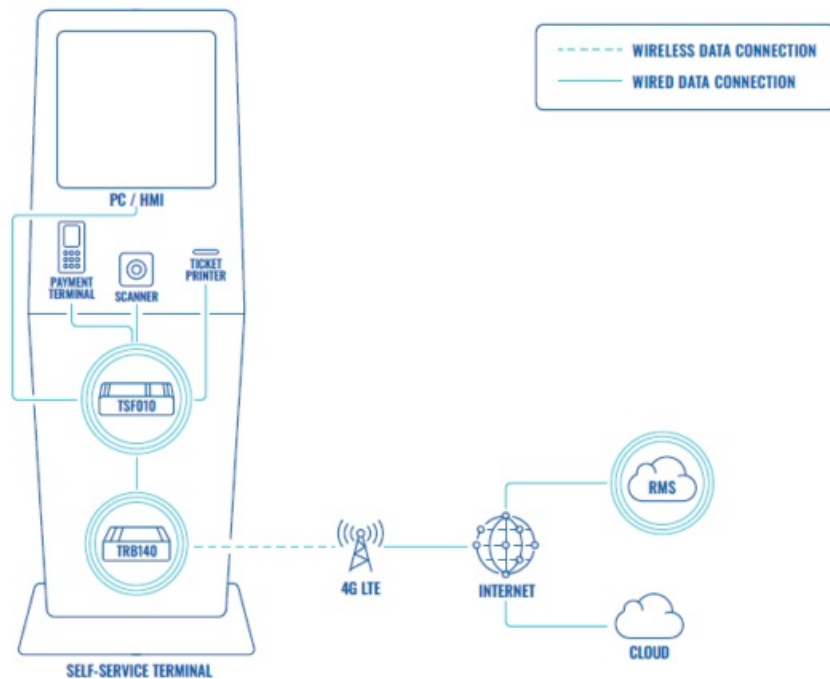 WIRELESS DATA CONNECTION
WIRED DATA CONNECTION
PC / HMI
PAYMENT
TERMINAL
SCANNER
TICKET
PRINTER
TSF010
TRB140
4G LTE
INTERNET
RMS
CLOUD
SELF-SERVICE TERMINAL